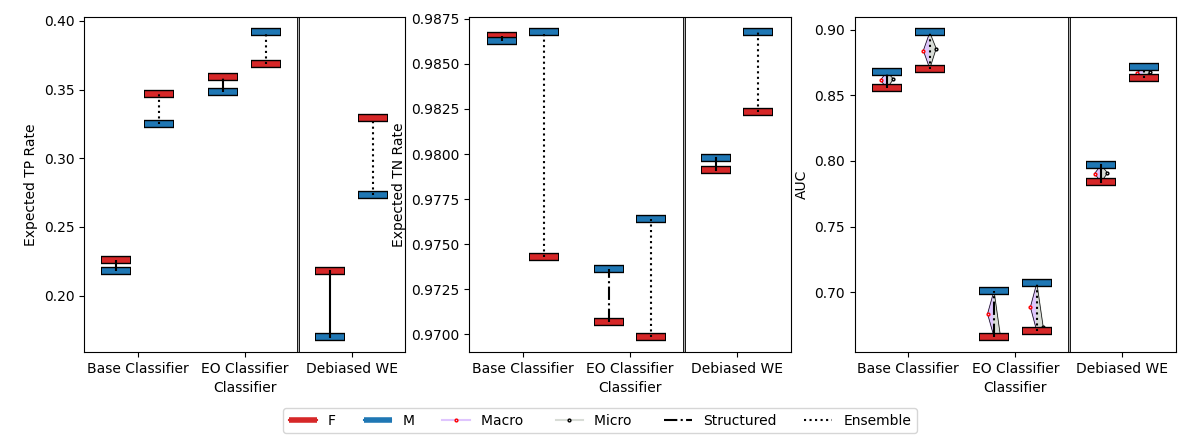 Expected TP Rate
0.40
0.35
0.30
0.25
0.20
Base Classifier
EO Classifier
Debiased WE
Classifier
Expected TN Rate
0.9875
0.9850
0.9825
0.9800
0.9775
0.9750
0.9725
0.9700
Base Classifier
EO Classifier
Debiased WE
Classifier
AUC
0.90
0.85
0.80
0.75
0.70
Base Classifier
EO Classifier
Debiased WE
Classifier
F M Macro Micro Structured Ensemble